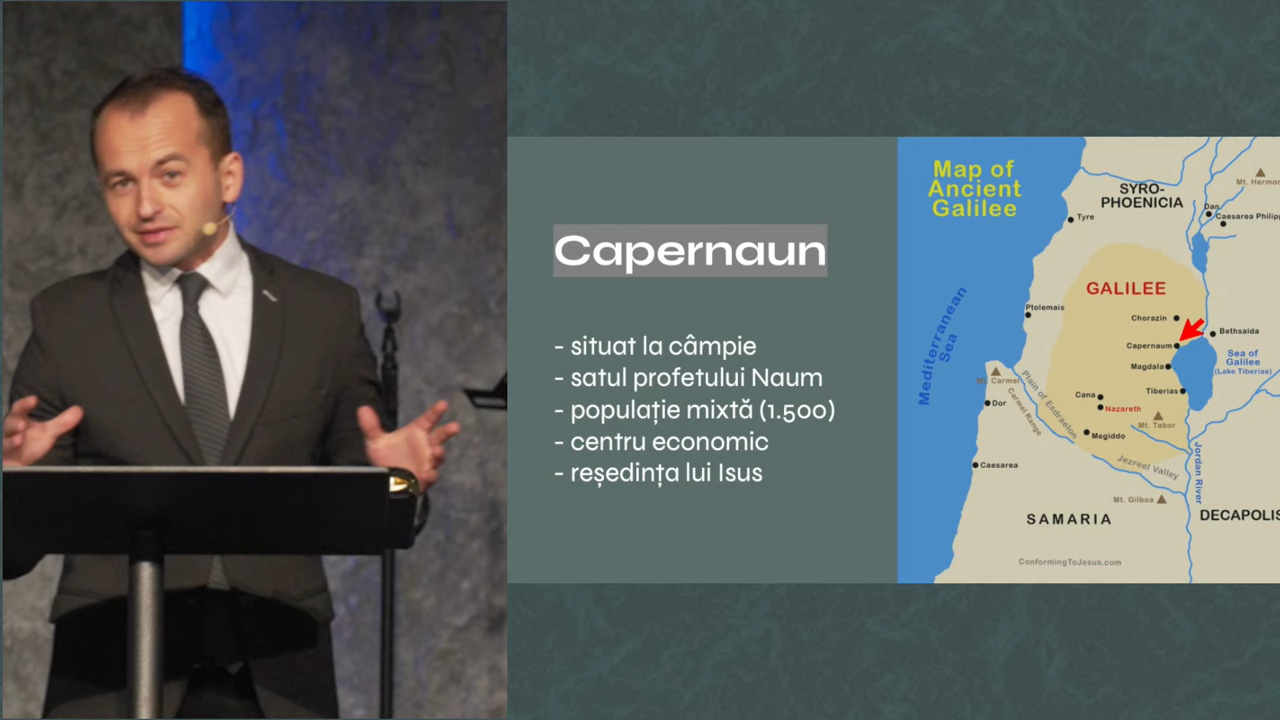 Capernaun
- situat la câmpie
- satul profetului Naum
- populație mixtă (1.500)
- centru economic
- reședința lui Isus
Map of
Ancient
Galilee
SYRO-
PHOENICIA
Mt. Hermon
Dan
Caesarea Philipp
Tyre
GALILEE
Mediterranean
Sea
Ptolemais
Chorazin
Bethsaida
Capernaum
Sea of
Galilee
(Lake Tiberias)
Magdala
Mt. Carmel
Tiberias
Plain of Esdraelon
Carmel Range
Cana
Dor
Nazareth
Mt. Tabor
Megiddo
Jordan River
Caesarea
Jezreel Valley
Mt. Gilboa
SAMARIA
DECAPOLIS
ConformingToJesus.com